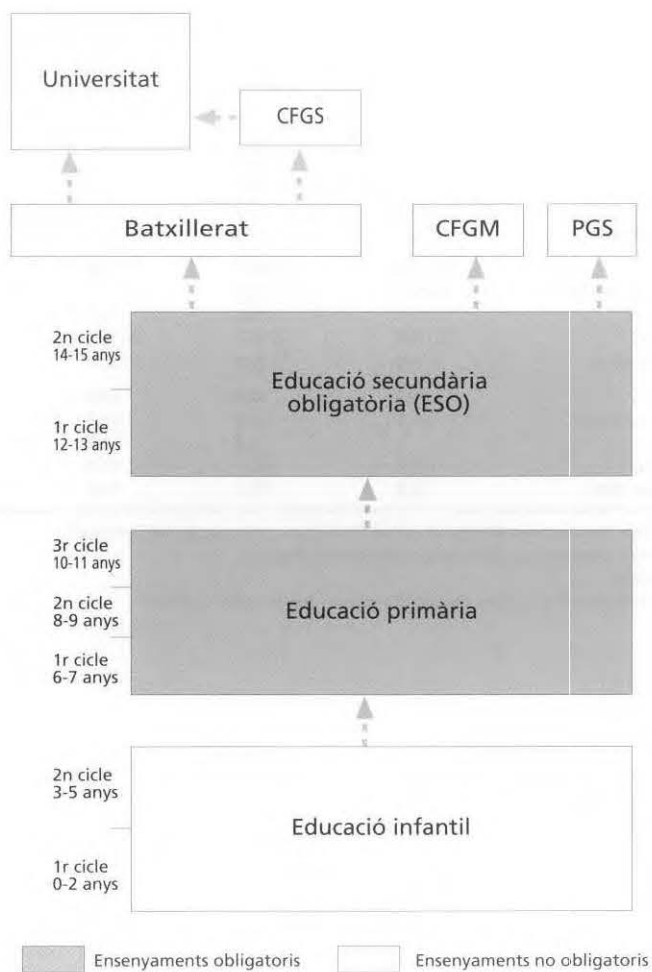 Universitat
CFGS
Batxillerat
CFGM
PGS
2n cicle
14-15 anys
Educació secundària
obligatòria (ESO)
1r cicle
12-13 anys
3r cicle
10-11 anys
2n cicle
8-9 anys
Educació primària
1r cicle
6-7 anys
2n cicle
3-5 anys
Educació infantil
1r cicle
0-2 anys
Ensenyaments obligatoris
Ensenyaments no obligatoris